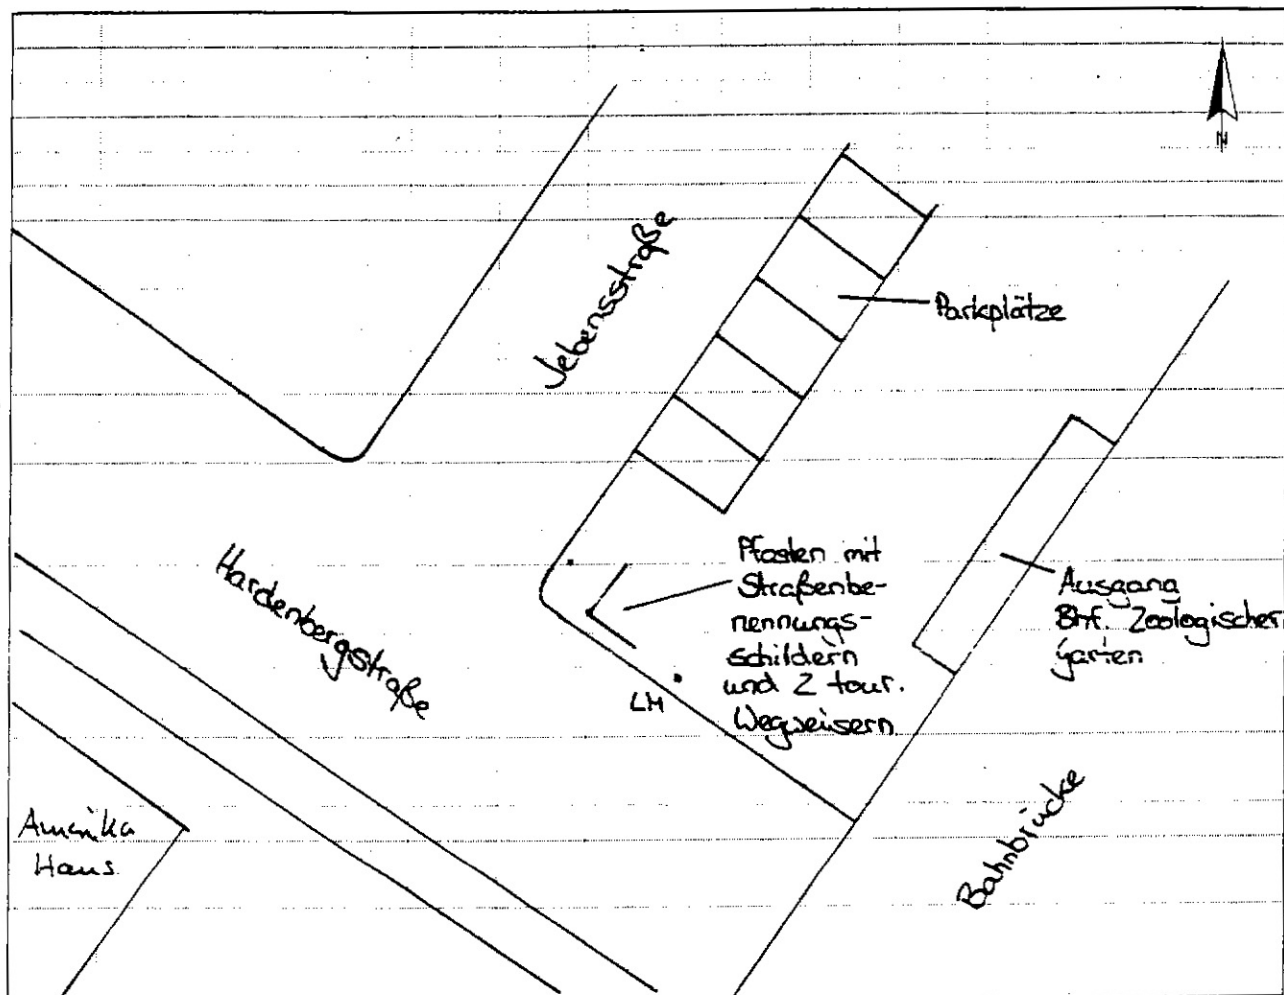 N
Jebensstraße
Parkplätze
Hardenbergstraße
Pfosten mit
Straßenbe-
nennungs-
schildern
und 2 tour.
Wegweisern
LM
Ausgang
Bhf. Zoologischer
Garten
Amerika
Haus
Bahnbrücke